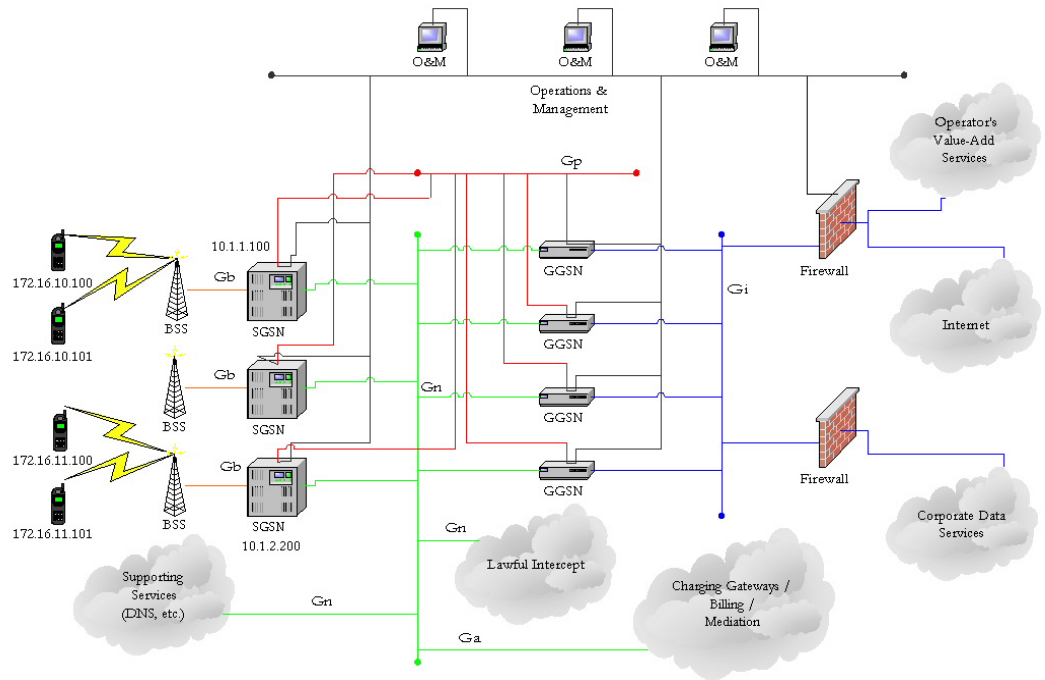 O&M
O&M
O&M
Operations &
Management
Operator's
Value-Add
Services
Gp
10.1.1.100
172.16.10.100
Gb
BSS
SGSN
GGSN
Firewall
Gi
Internet
172.16.10.101
GGSN
Gb
BSS
SGSN
Gn
GGSN
172.16.11.100
Gb
BSS
SGSN
GGSN
Firewall
172.16.11.101
10.1.2.200
Corporate Data
Services
Gn
Lawful Intercept
Supporting
Services
(DNS, etc.)
Gn
Charging Gateways /
Billing /
Mediation
Ga